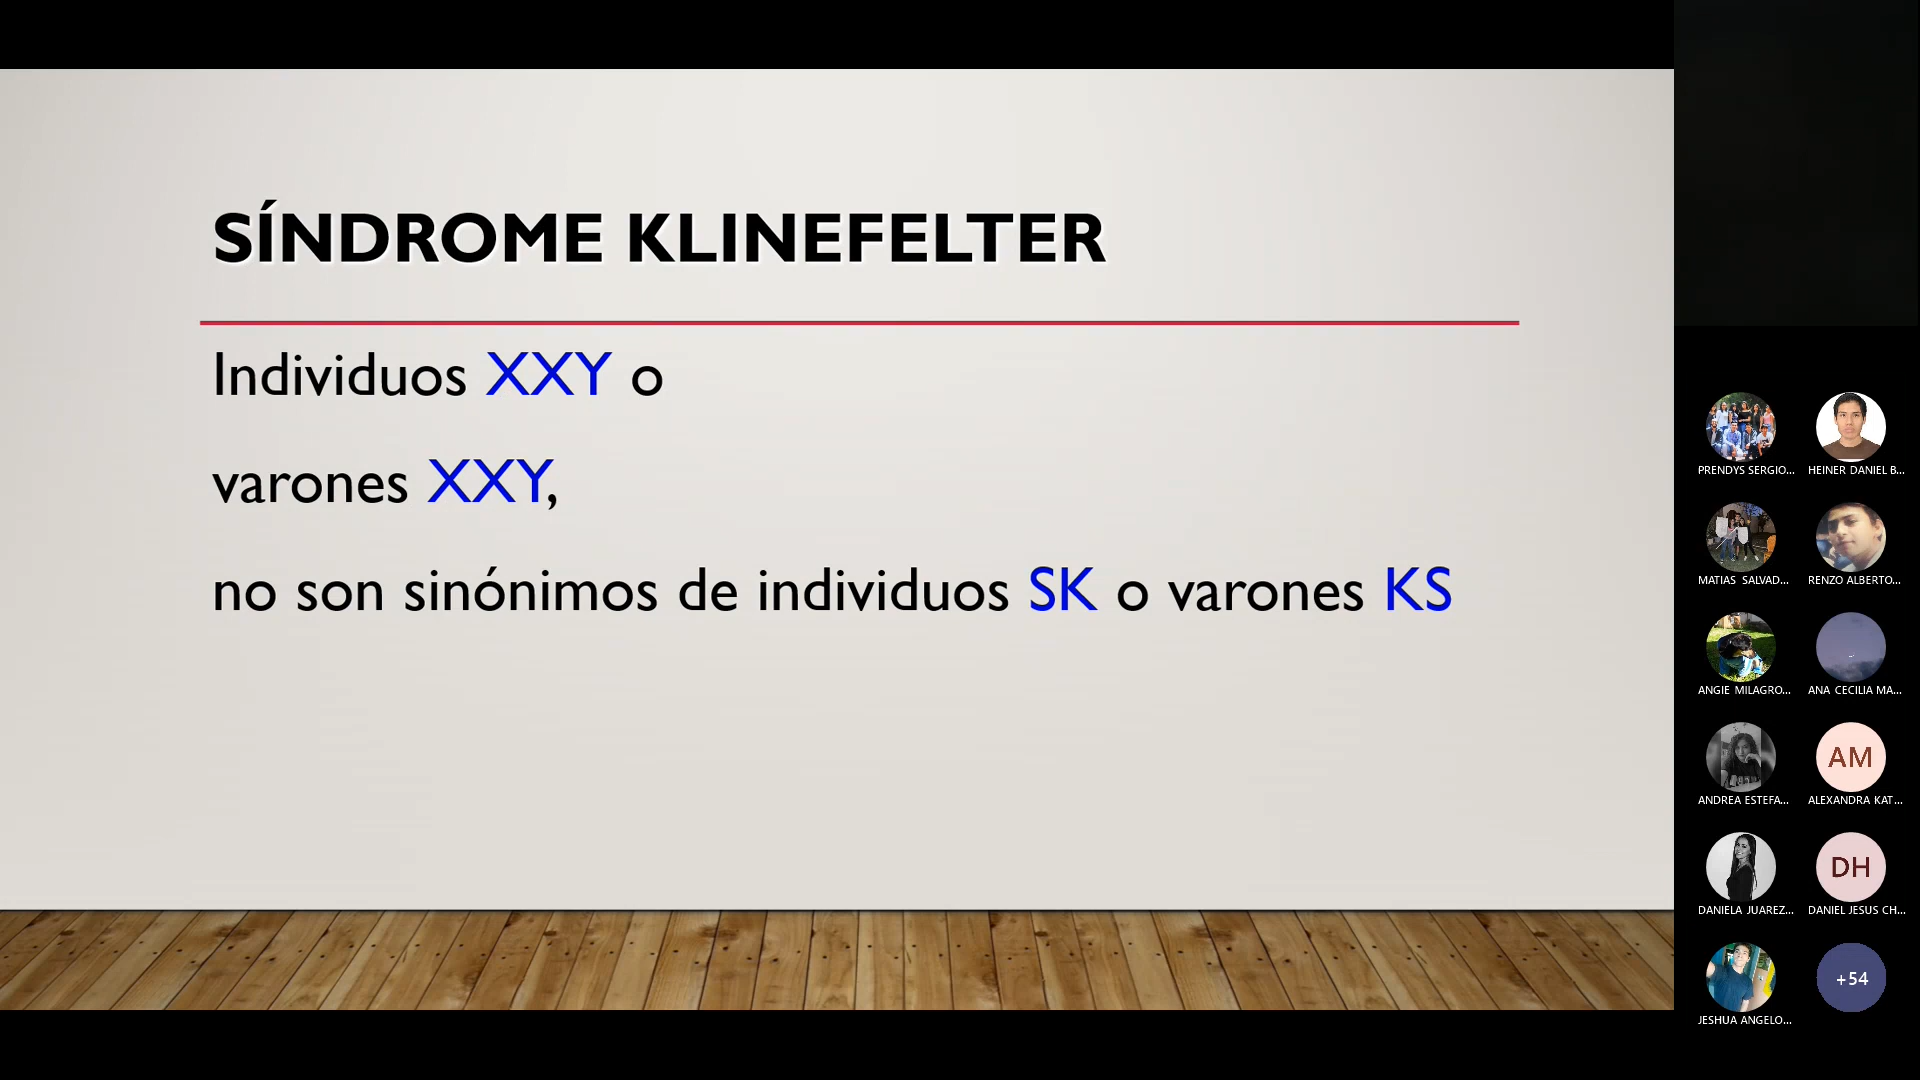 SÍNDROME KLINEFELTER
Individuos XXY o
varones XXY,
no son sinónimos de individuos SK o varones KS
PRENDYS SERGIO...
HEINER DANIEL B...
MATIAS SALVAD...
RENZO ALBERTO...
ANGIE MILAGRO...
ANA CECILIA MA...
ANDREA ESTEFA...
AM
ALEXANDRA KAT...
DANIELA JUAREZ...
DH
DANIEL JESUS CH...
JESHUA ANGELO...
+54